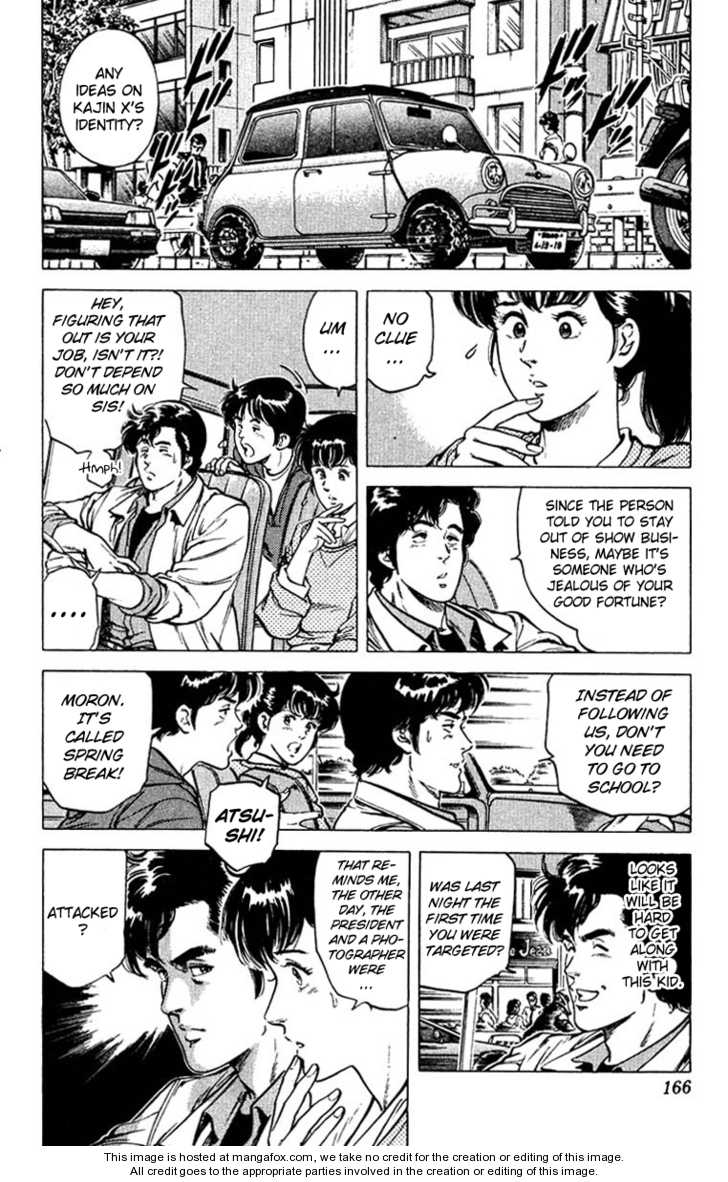 ANY
IDEAS ON
KAJIN X'S
IDENTITY?
NO
CLUE
...
UM
...
HEY,
FIGURING THAT
OUT IS YOUR
JOB, ISN'T IT?!
DON'T DEPEND
SO MUCH ON
SIS!
Hmph!
....
SINCE THE PERSON
TOLD YOU TO STAY
OUT OF SHOW BUSI-
NESS, MAYBE IT'S
SOMEONE WHO'S
JEALOUS OF YOUR
GOOD FORTUNE?
INSTEAD OF
FOLLOWING
US, DON'T
YOU NEED
TO GO TO
SCHOOL?
MORON.
IT'S
CALLED
SPRING
BREAK!
ATSU-
SHI!
LOOKS
LIKE IT
WILL BE
HARD
TO GET
ALONG
WITH
THIS KID.
WAS LAST
NIGHT THE
FIRST TIME
YOU WERE
TARGETED?
THAT RE-
MINDS ME,
THE OTHER
DAY, THE
PRESIDENT
AND A PHO-
TOGRAPHER
WERE
...
ATTACKED
?
166
This image is hosted at mangafox.com, we take no credit for the creation or editing of this image.
All credit goes to the appropriate parties involved in the creation or editing of this image.